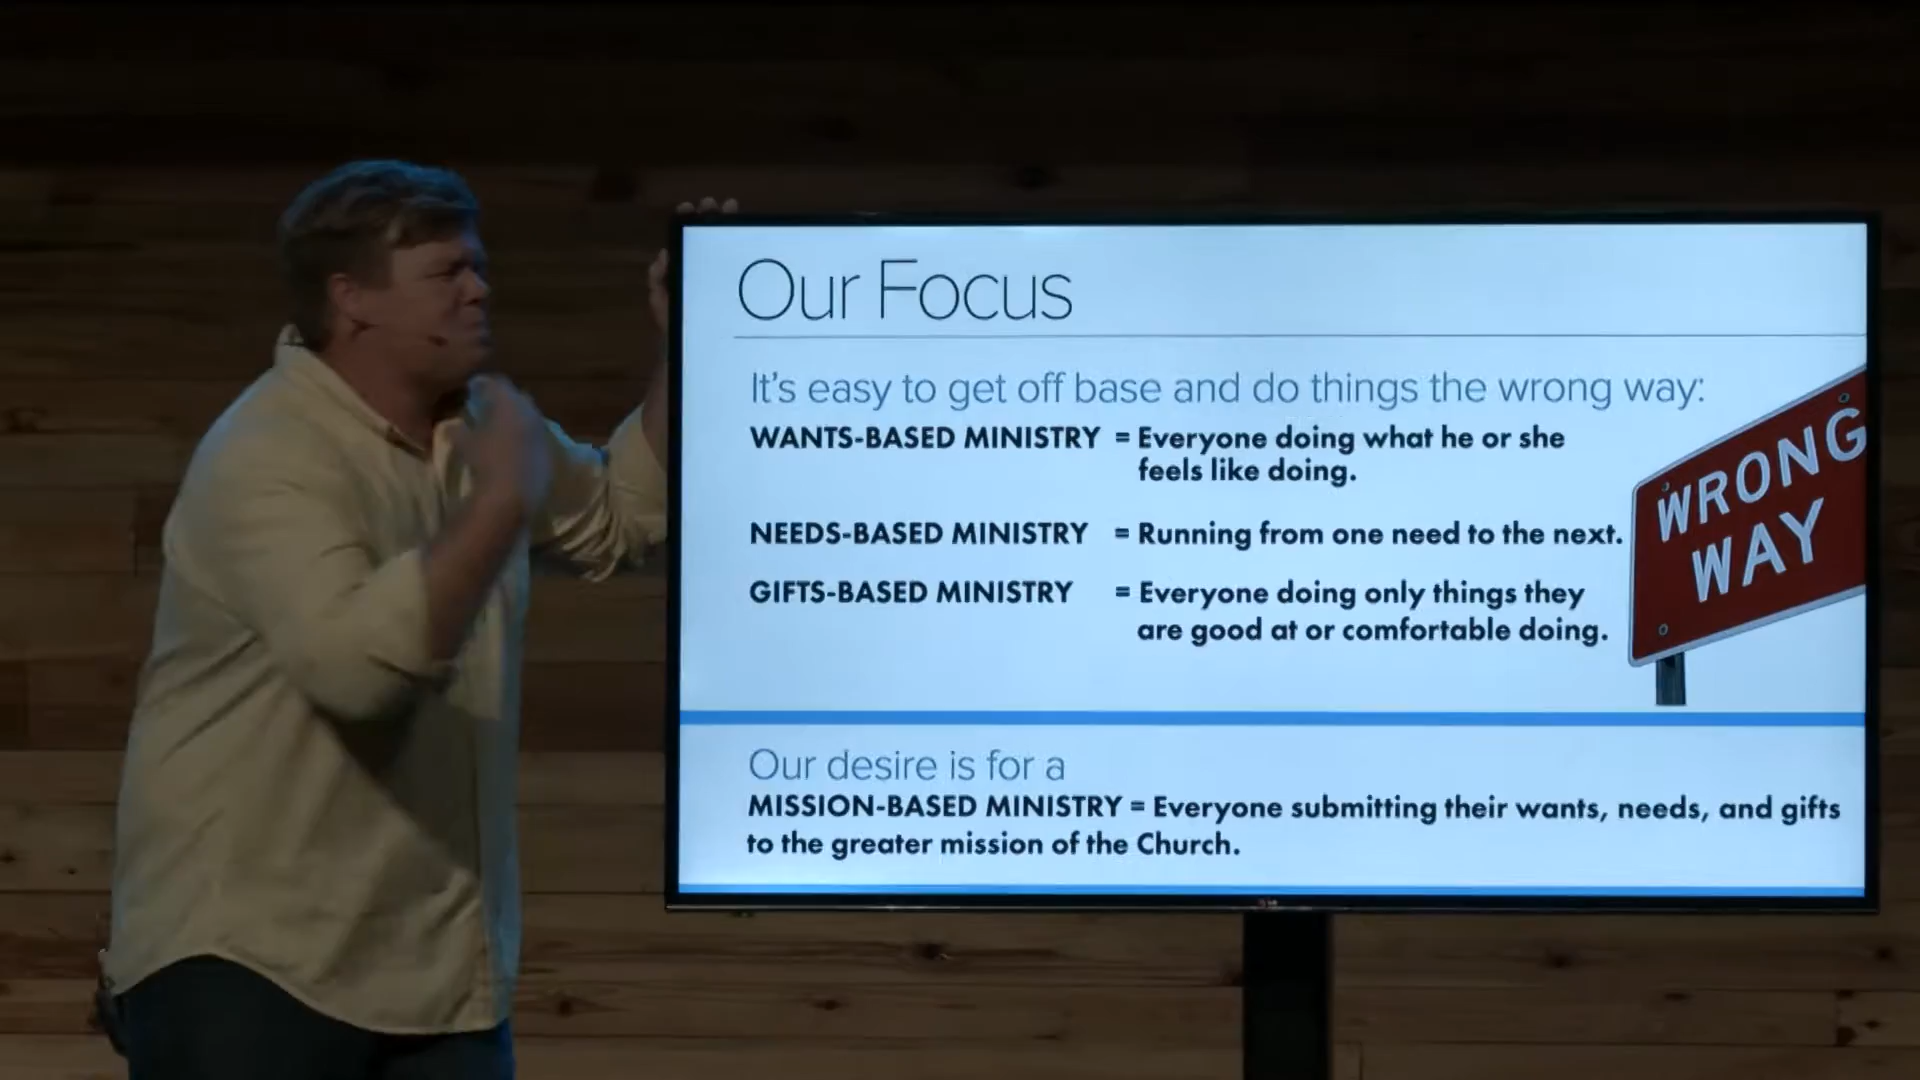 Our Focus
It's easy to get off base and do things the wrong way:
WANTS-BASED MINISTRY = Everyone doing what he or she
feels like doing.
NEEDS-BASED MINISTRY = Running from one need to the next.
GIFTS-BASED MINISTRY = Everyone doing only things they
are good at or comfortable doing.
WRONG
WAY
Our desire is for a
MISSION-BASED MINISTRY = Everyone submitting their wants, needs, and gifts
to the greater mission of the Church.